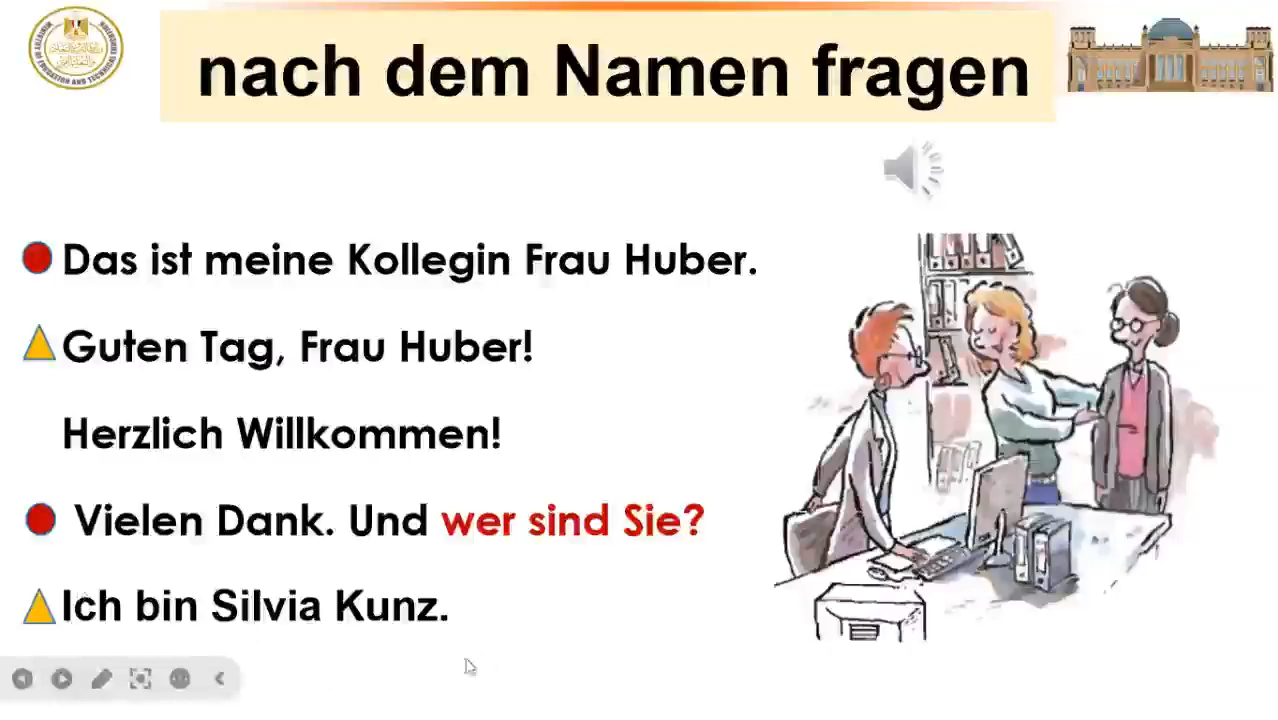 nach dem Namen fragen
Das ist meine Kollegin Frau Huber.
Guten Tag, Frau Huber!
Herzlich Willkommen!
Vielen Dank. Und wer sind Sie?
Ich bin Silvia Kunz.